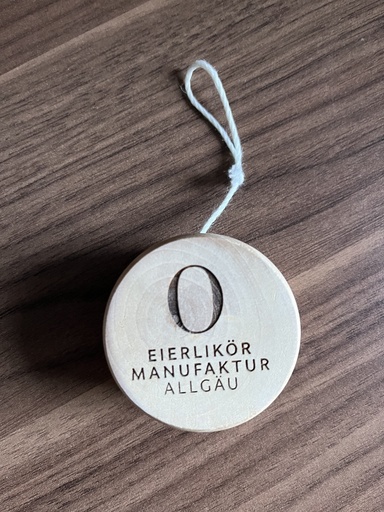 O
EIERLIKÖR
MANUFAKTUR
ALLGÄU